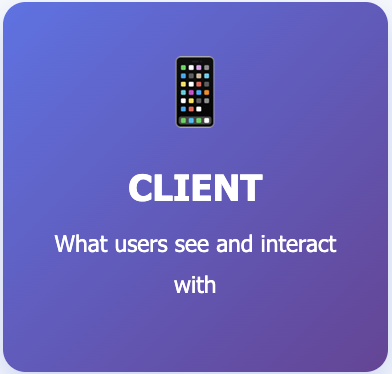 CLIENT
What users see and interact
with